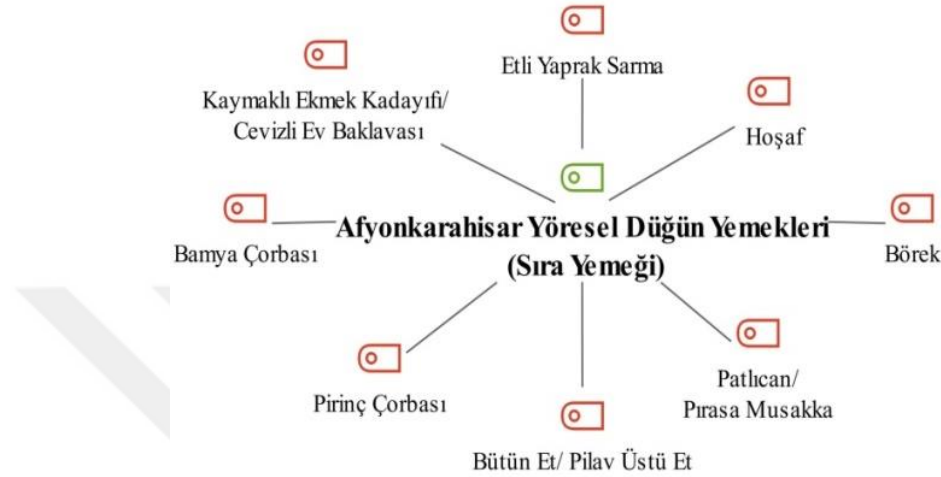 Etli Yaprak Sarma
Kaymaklı Ekmek Kadayıfı/
Cevizli Ev Baklavası
Hoşaf
Bamya Çorbası
Afyonkarahisar Yöresel Düğün Yemekleri
(Sıra Yemeği)
Börek
Pirinç Çorbası
Patlıcan/
Pırasa Musakka
Bütün Et/ Pilav Üstü Et